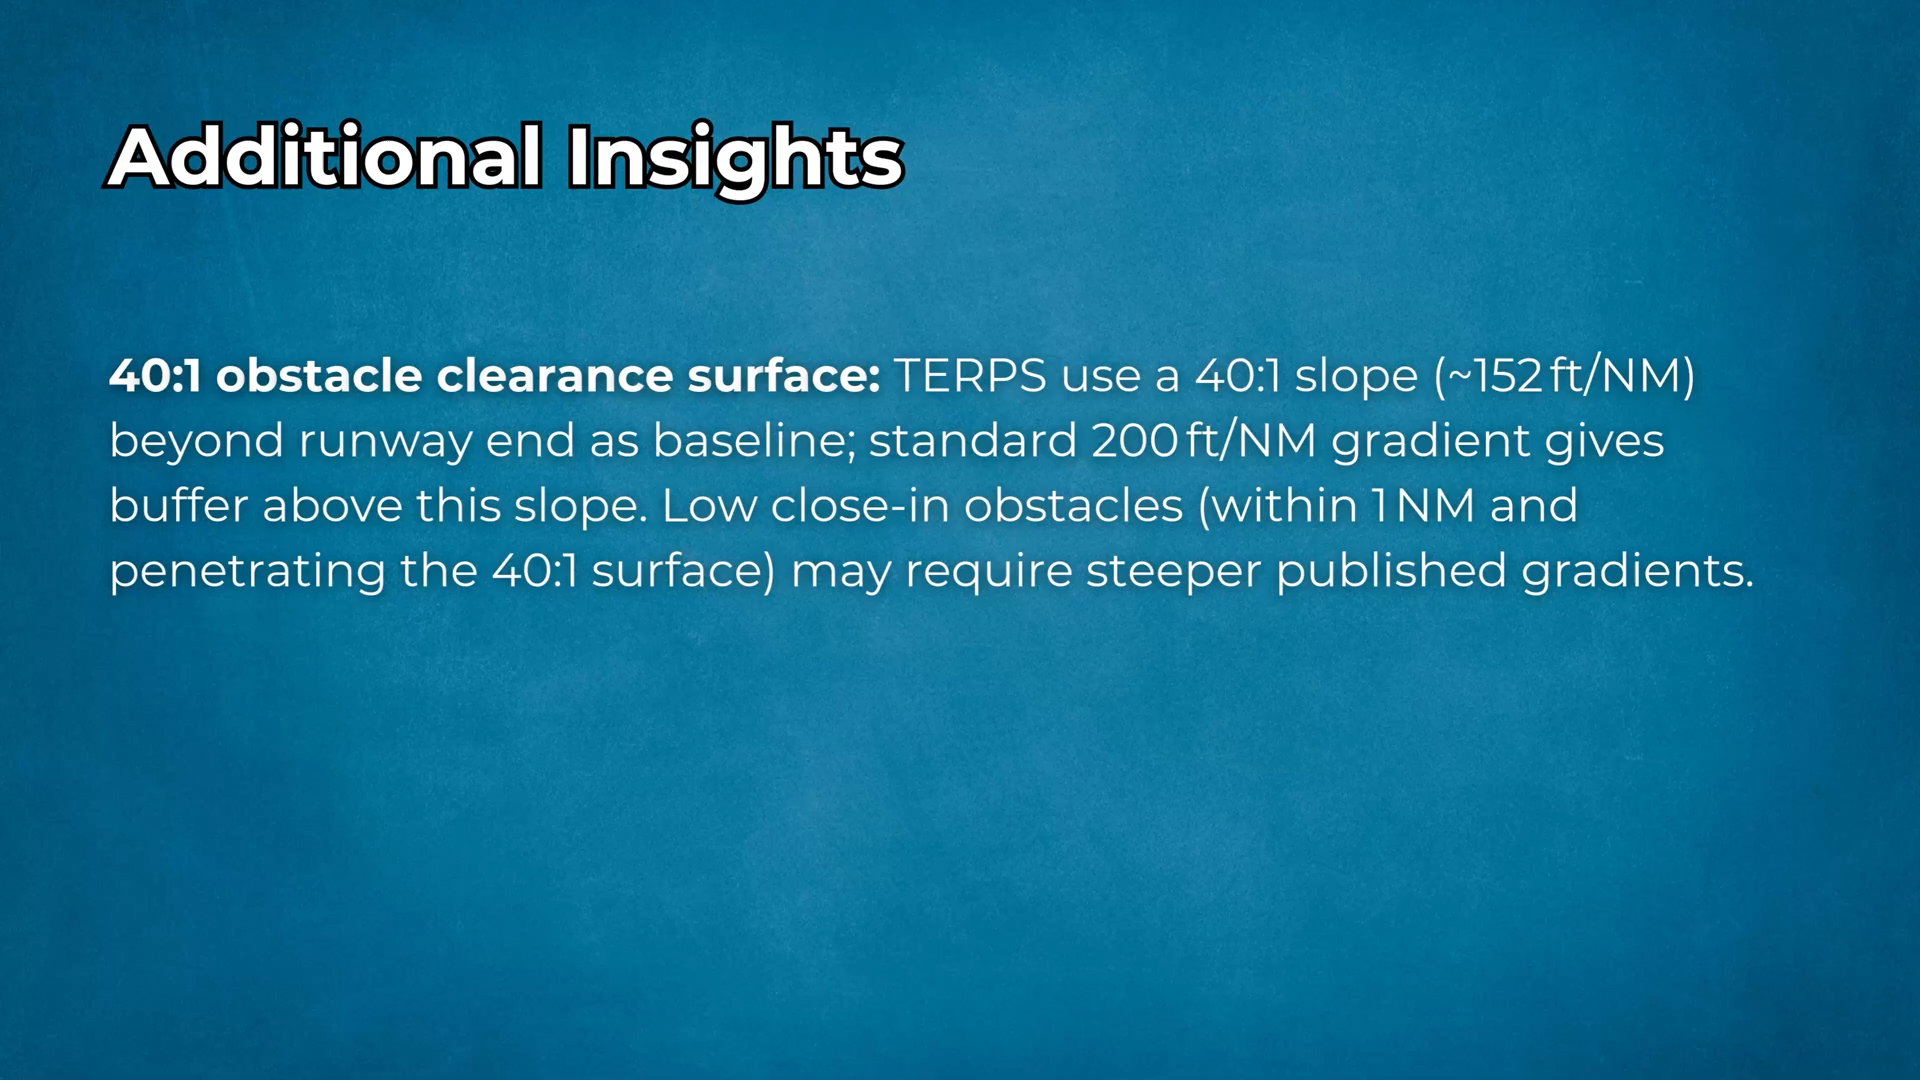 Additional Insights
40:1 obstacle clearance surface: TERPS use a 40:1 slope (~152 ft/NM)
beyond runway end as baseline; standard 200 ft/NM gradient gives
buffer above this slope. Low close-in obstacles (within 1 NM and
penetrating the 40:1 surface) may require steeper published gradients.